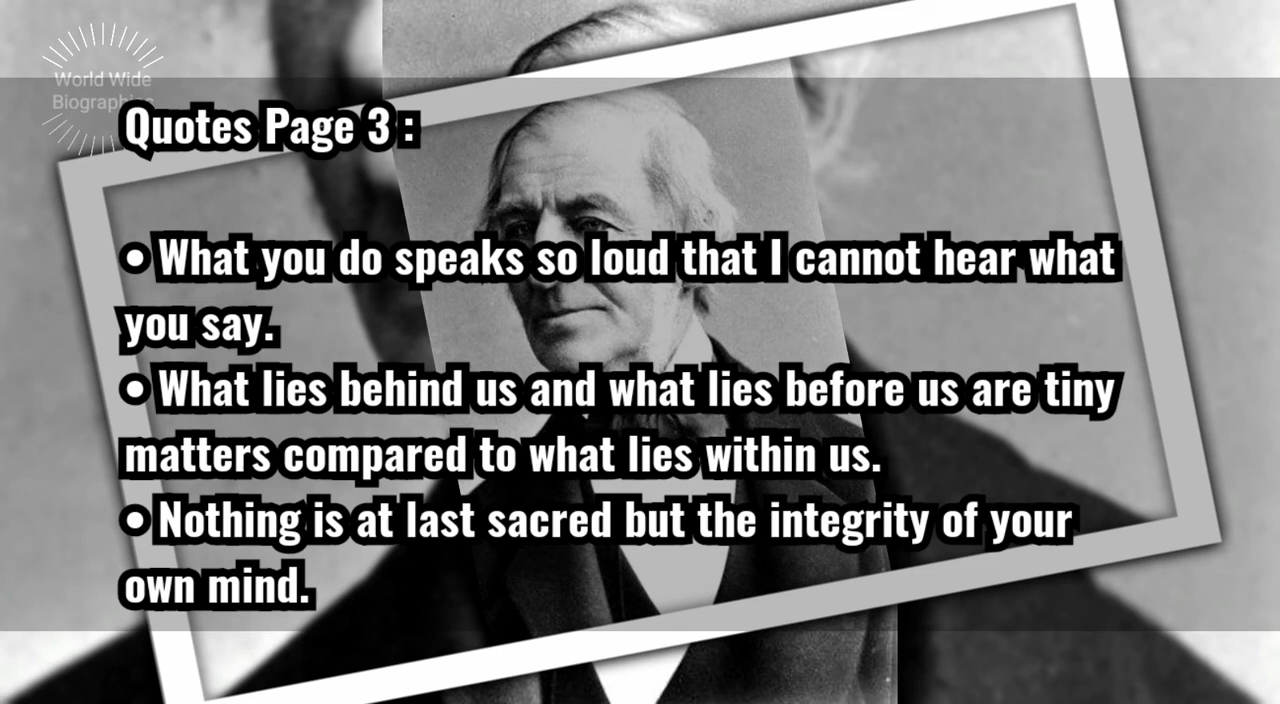 World Wide
Biographies
Quotes Page 3 :
• What you do speaks so loud that I cannot hear what
you say.
• What lies behind us and what lies before us are tiny
matters compared to what lies within us.
• Nothing is at last sacred but the integrity of your
own mind.